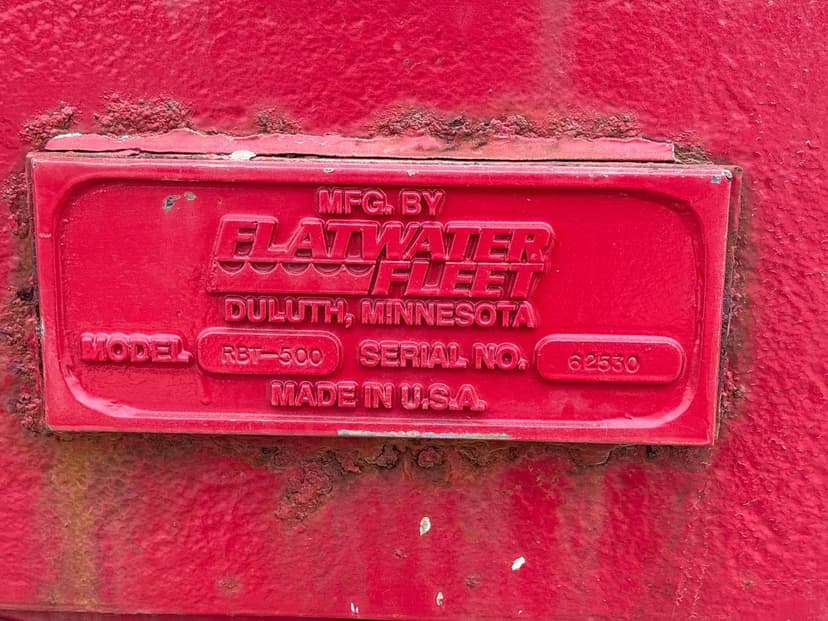 MFG. BY
FLATWATER
FLEET
DULUTH, MINNESOTA
MODEL RBT-500 SERIAL NO. 62530
MADE IN U.S.A.